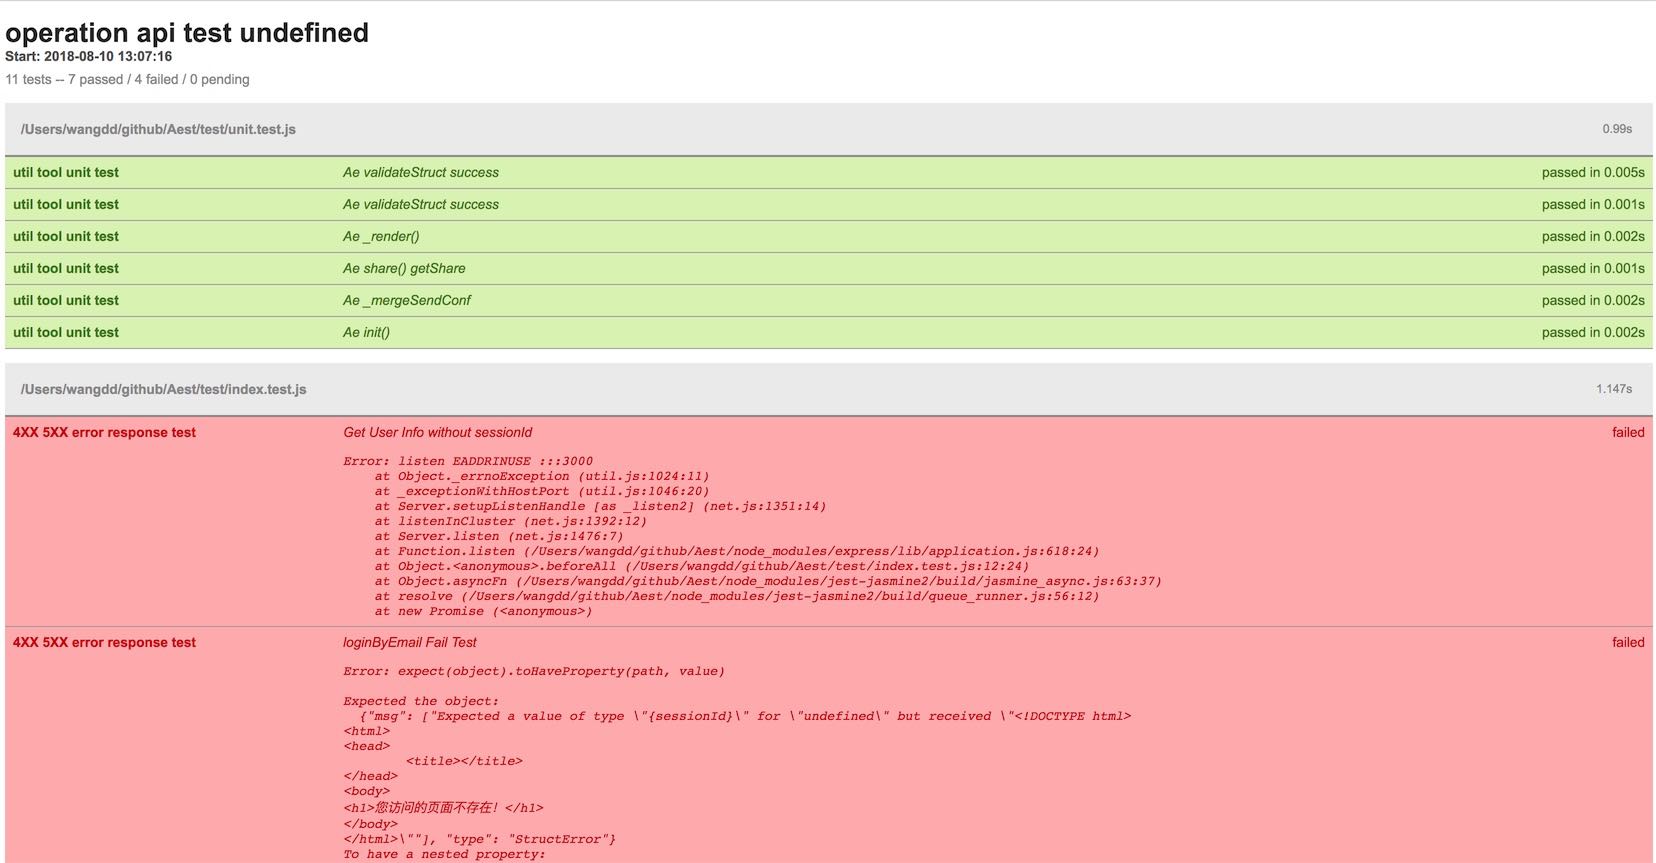 operation api test undefined
Start: 2018-08-10 13:07:16
11 tests -- 7 passed / 4 failed / 0 pending
/Users/wangdd/github/Aest/test/unit.test.js 0.99s
util tool unit test Ae validateStruct success passed in 0.005s
util tool unit test Ae validateStruct success passed in 0.001s
util tool unit test Ae _render() passed in 0.002s
util tool unit test Ae share() getShare passed in 0.001s
util tool unit test Ae _mergeSendConf passed in 0.002s
util tool unit test Ae init() passed in 0.002s
/Users/wangdd/github/Aest/test/index.test.js 1.147s
4XX 5XX error response test Get User Info without sessionId failed
Error: listen EADDRINUSE :::3000
at Object._errnoException (util.js:1024:11)
at _exceptionWithHostPort (util.js:1046:20)
at Server.setupListenHandle [as _listen2] (net.js:1351:14)
at listenInCluster (net.js:1392:12)
at Server.listen (net.js:1476:7)
at Function.listen (/Users/wangdd/github/Aest/node_modules/express/lib/application.js:618:24)
at Object.<anonymous>.beforeAll (/Users/wangdd/github/Aest/test/index.test.js:12:24)
at Object.asyncFn (/Users/wangdd/github/Aest/node_modules/jest-jasmine2/build/jasmine_async.js:63:37)
at resolve (/Users/wangdd/github/Aest/node_modules/jest-jasmine2/build/queue_runner.js:56:12)
at new Promise (<anonymous>)
4XX 5XX error response test loginByEmail Fail Test failed
Error: expect(object).toHaveProperty(path, value)
Expected the object:
{"msg": ["Expected a value of type \"{sessionId}\" for \"undefined\" but received \"<!DOCTYPE html>
<html>
<head>
<title></title>
</head>
<body>
<h1>您访问的页面不存在！</h1>
</body>
</html>\""], "type": "StructError"}
To have a nested property: